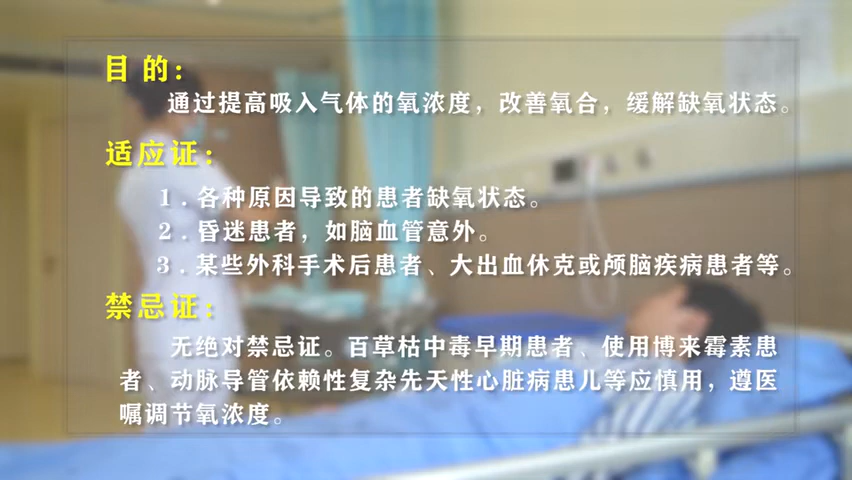 目的：
通过提高吸入气体的氧浓度，改善氧合，缓解缺氧状态。
适应证：
1．各种原因导致的患者缺氧状态。
2．昏迷患者，如脑血管意外。
3．某些外科手术后患者、大出血休克或颅脑疾病患者等。
禁忌证：
无绝对禁忌证。百草枯中毒早期患者、使用博来霉素患
者、动脉导管依赖性复杂先天性心脏病患儿等应慎用，遵医
嘱调节氧浓度。